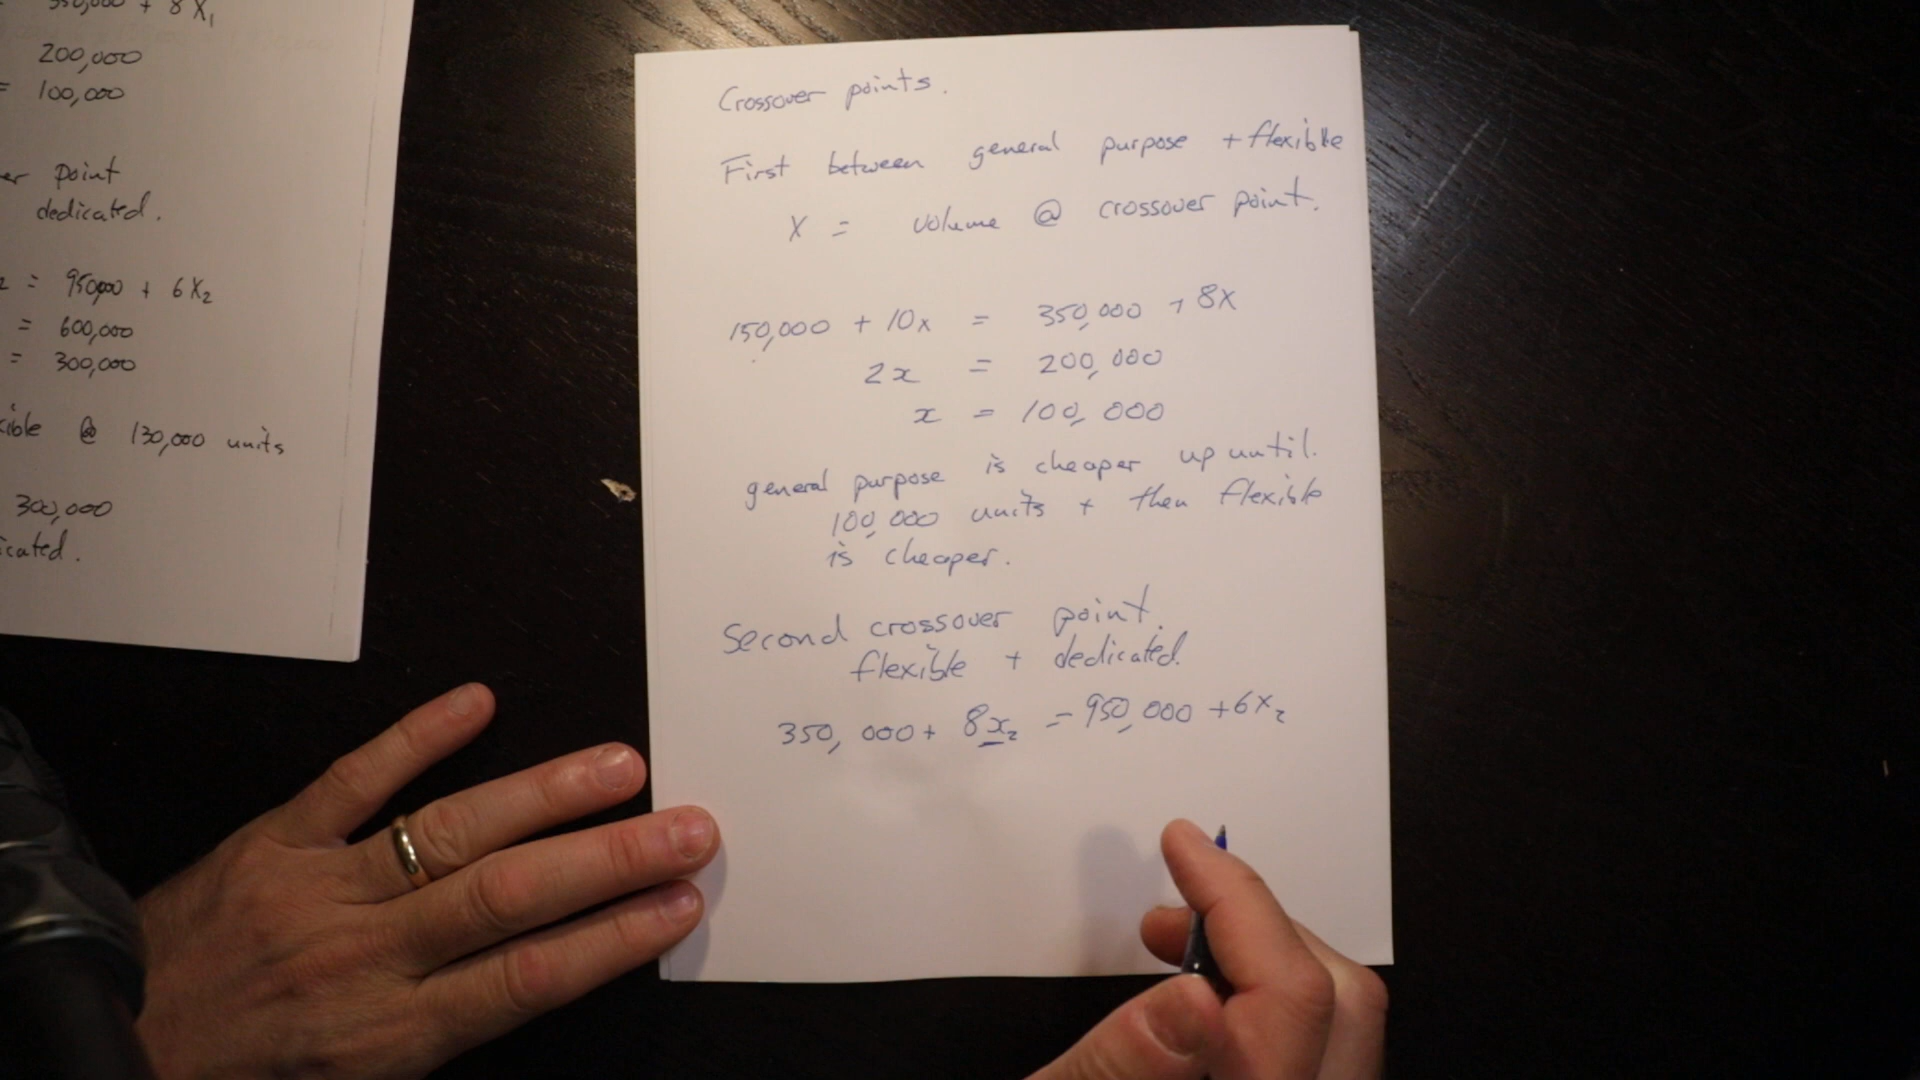 350,000 + 8X₁
200,000
= 100,000
point
dedicated.
= 950,000 + 6X₂
= 600,000
= 300,000
@ 130,000 units
300,000
Crossover points.
First between general purpose + flexible
X = volume @ crossover point.
150,000 + 10x = 350,000 + 8X
2x = 200,000
x = 100,000
general purpose is cheaper up until.
100,000 units + then flexible
is cheaper.
Second crossover point.
flexible + dedicated.
350,000 + 8x₂ = 950,000 + 6X₂